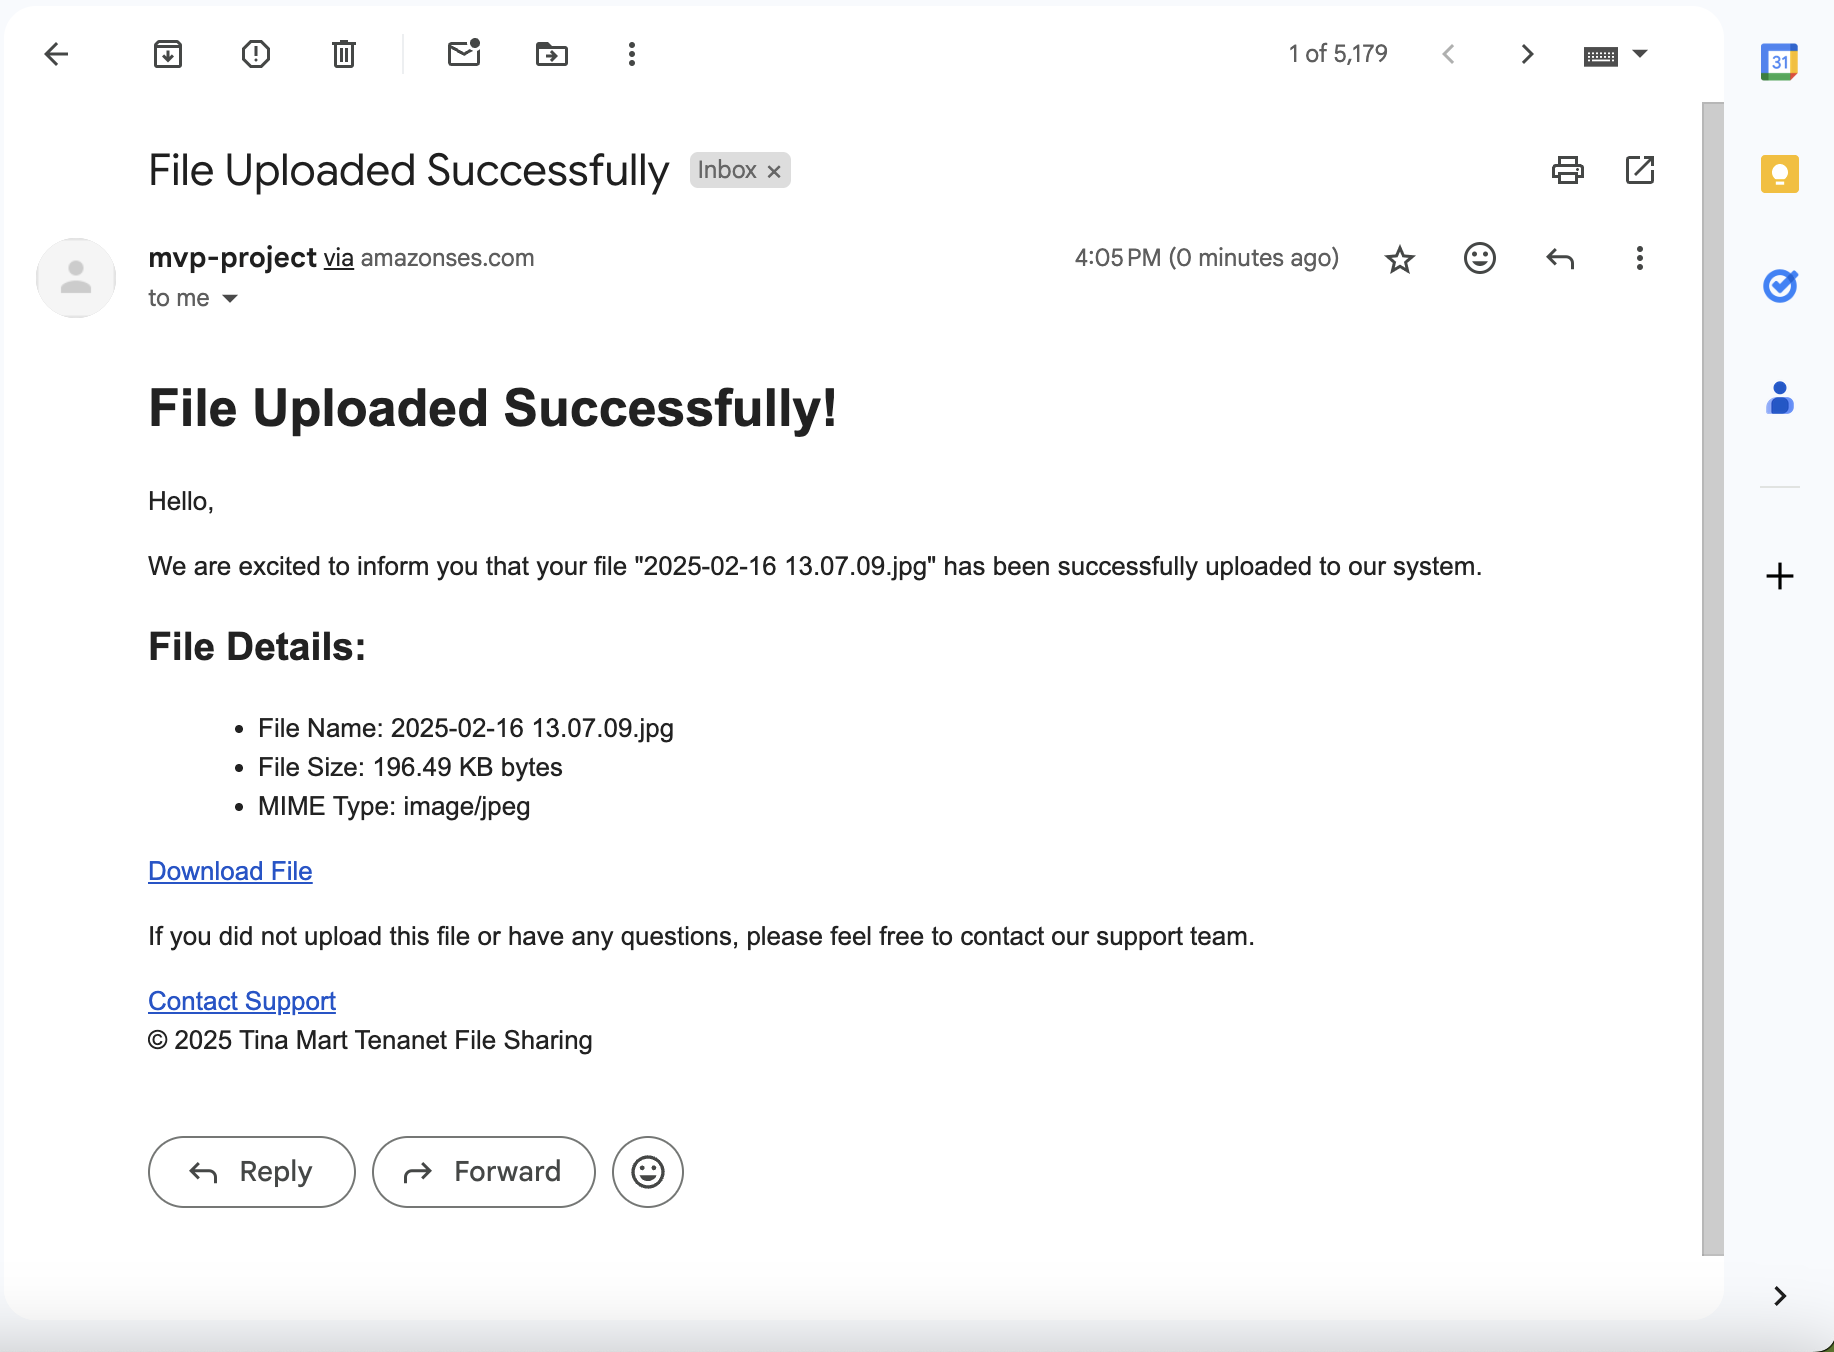 1 of 5,179
31
File Uploaded Successfully Inbox ×
mvp-project via amazonses.com 4:05 PM (0 minutes ago)
to me
File Uploaded Successfully!
Hello,
We are excited to inform you that your file "2025-02-16 13.07.09.jpg" has been successfully uploaded to our system.
File Details:
• File Name: 2025-02-16 13.07.09.jpg
• File Size: 196.49 KB bytes
• MIME Type: image/jpeg
Download File
If you did not upload this file or have any questions, please feel free to contact our support team.
Contact Support
© 2025 Tina Mart Tenanet File Sharing
Reply Forward